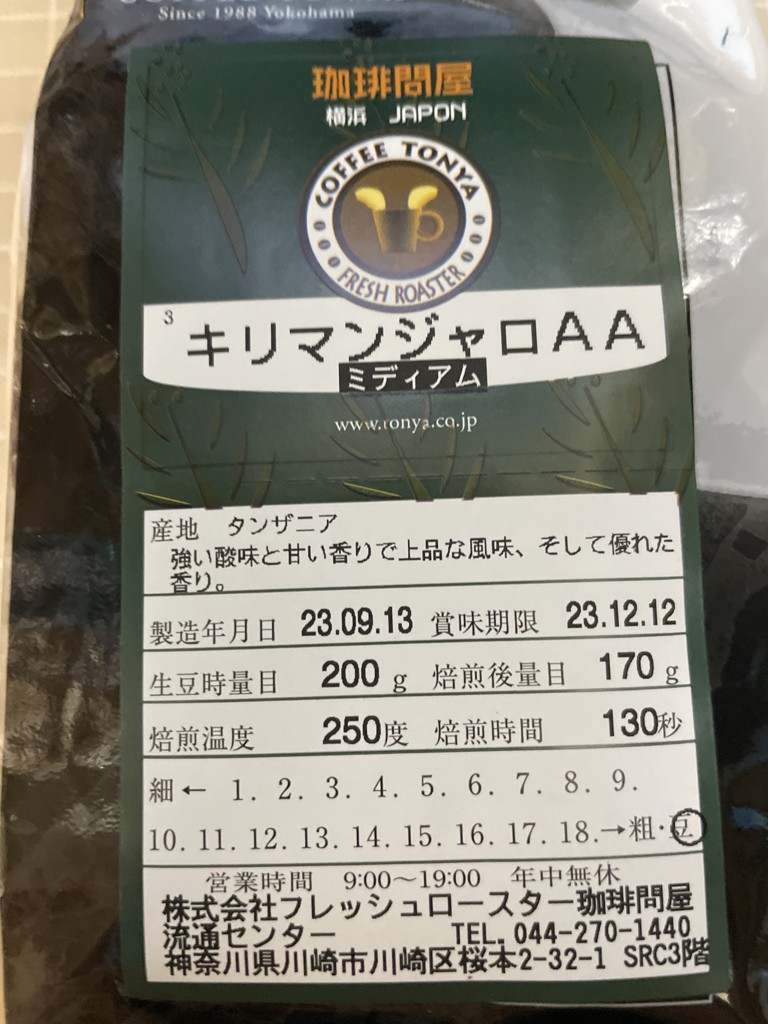 Since 1988 Yokohama
珈琲問屋
横浜 JAPON
COFFEE TONYA
FRESH ROASTER
3
キリマンジャロAA
ミディアム
www.tonya.co.jp
産地 タンザニア
強い酸味と甘い香りで上品な風味、そして優れた
香り。
製造年月日 23.09.13 賞味期限 23.12.12
生豆時量目 200 g 焙煎後量目 170 g
焙煎温度 250度 焙煎時間 130秒
細← 1. 2. 3. 4. 5. 6. 7. 8. 9.
10. 11. 12. 13. 14. 15. 16. 17. 18.→粗・豆
営業時間 9:00〜19:00 年中無休
株式会社フレッシュロースター珈琲問屋
流通センター TEL. 044-270-1440
神奈川県川崎市川崎区桜本2-32-1 SRC3階